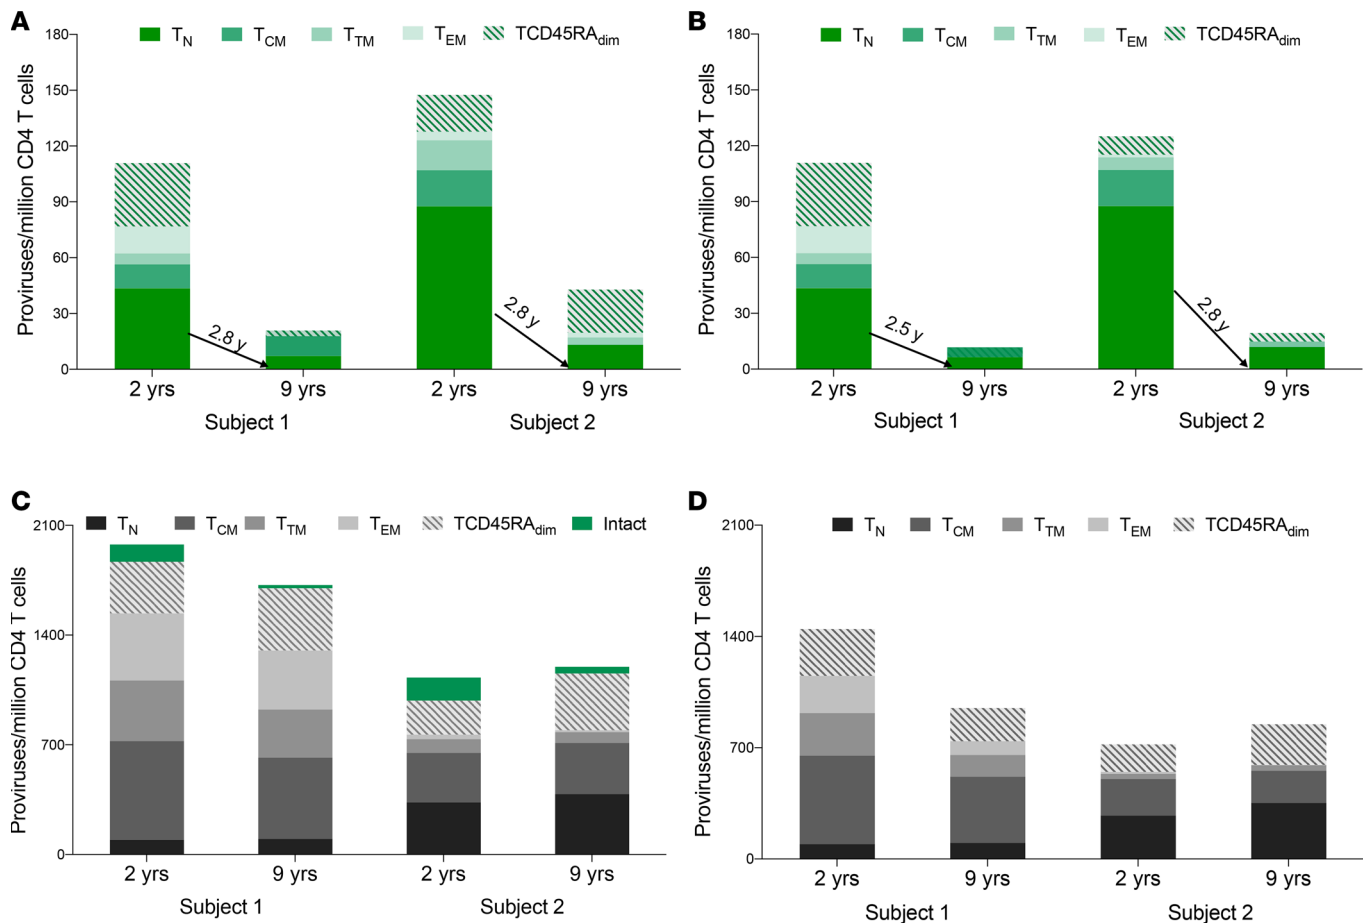 A
T_N T_CM T_TM T_EM TCD45RA_dim
Proviruses/million CD4 T cells
180
150
120
90
60
30
0
2.8 y
2.8 y
2 yrs 9 yrs 2 yrs 9 yrs
Subject 1 Subject 2
B
T_N T_CM T_TM T_EM TCD45RA_dim
Proviruses/million CD4 T cells
180
150
120
90
60
30
0
2.5 y
2.8 y
2 yrs 9 yrs 2 yrs 9 yrs
Subject 1 Subject 2
C
T_N T_CM T_TM T_EM TCD45RA_dim Intact
Proviruses/million CD4 T cells
2100
1400
700
0
2 yrs 9 yrs 2 yrs 9 yrs
Subject 1 Subject 2
D
T_N T_CM T_TM T_EM TCD45RA_dim
Proviruses/million CD4 T cells
2100
1400
700
0
2 yrs 9 yrs 2 yrs 9 yrs
Subject 1 Subject 2